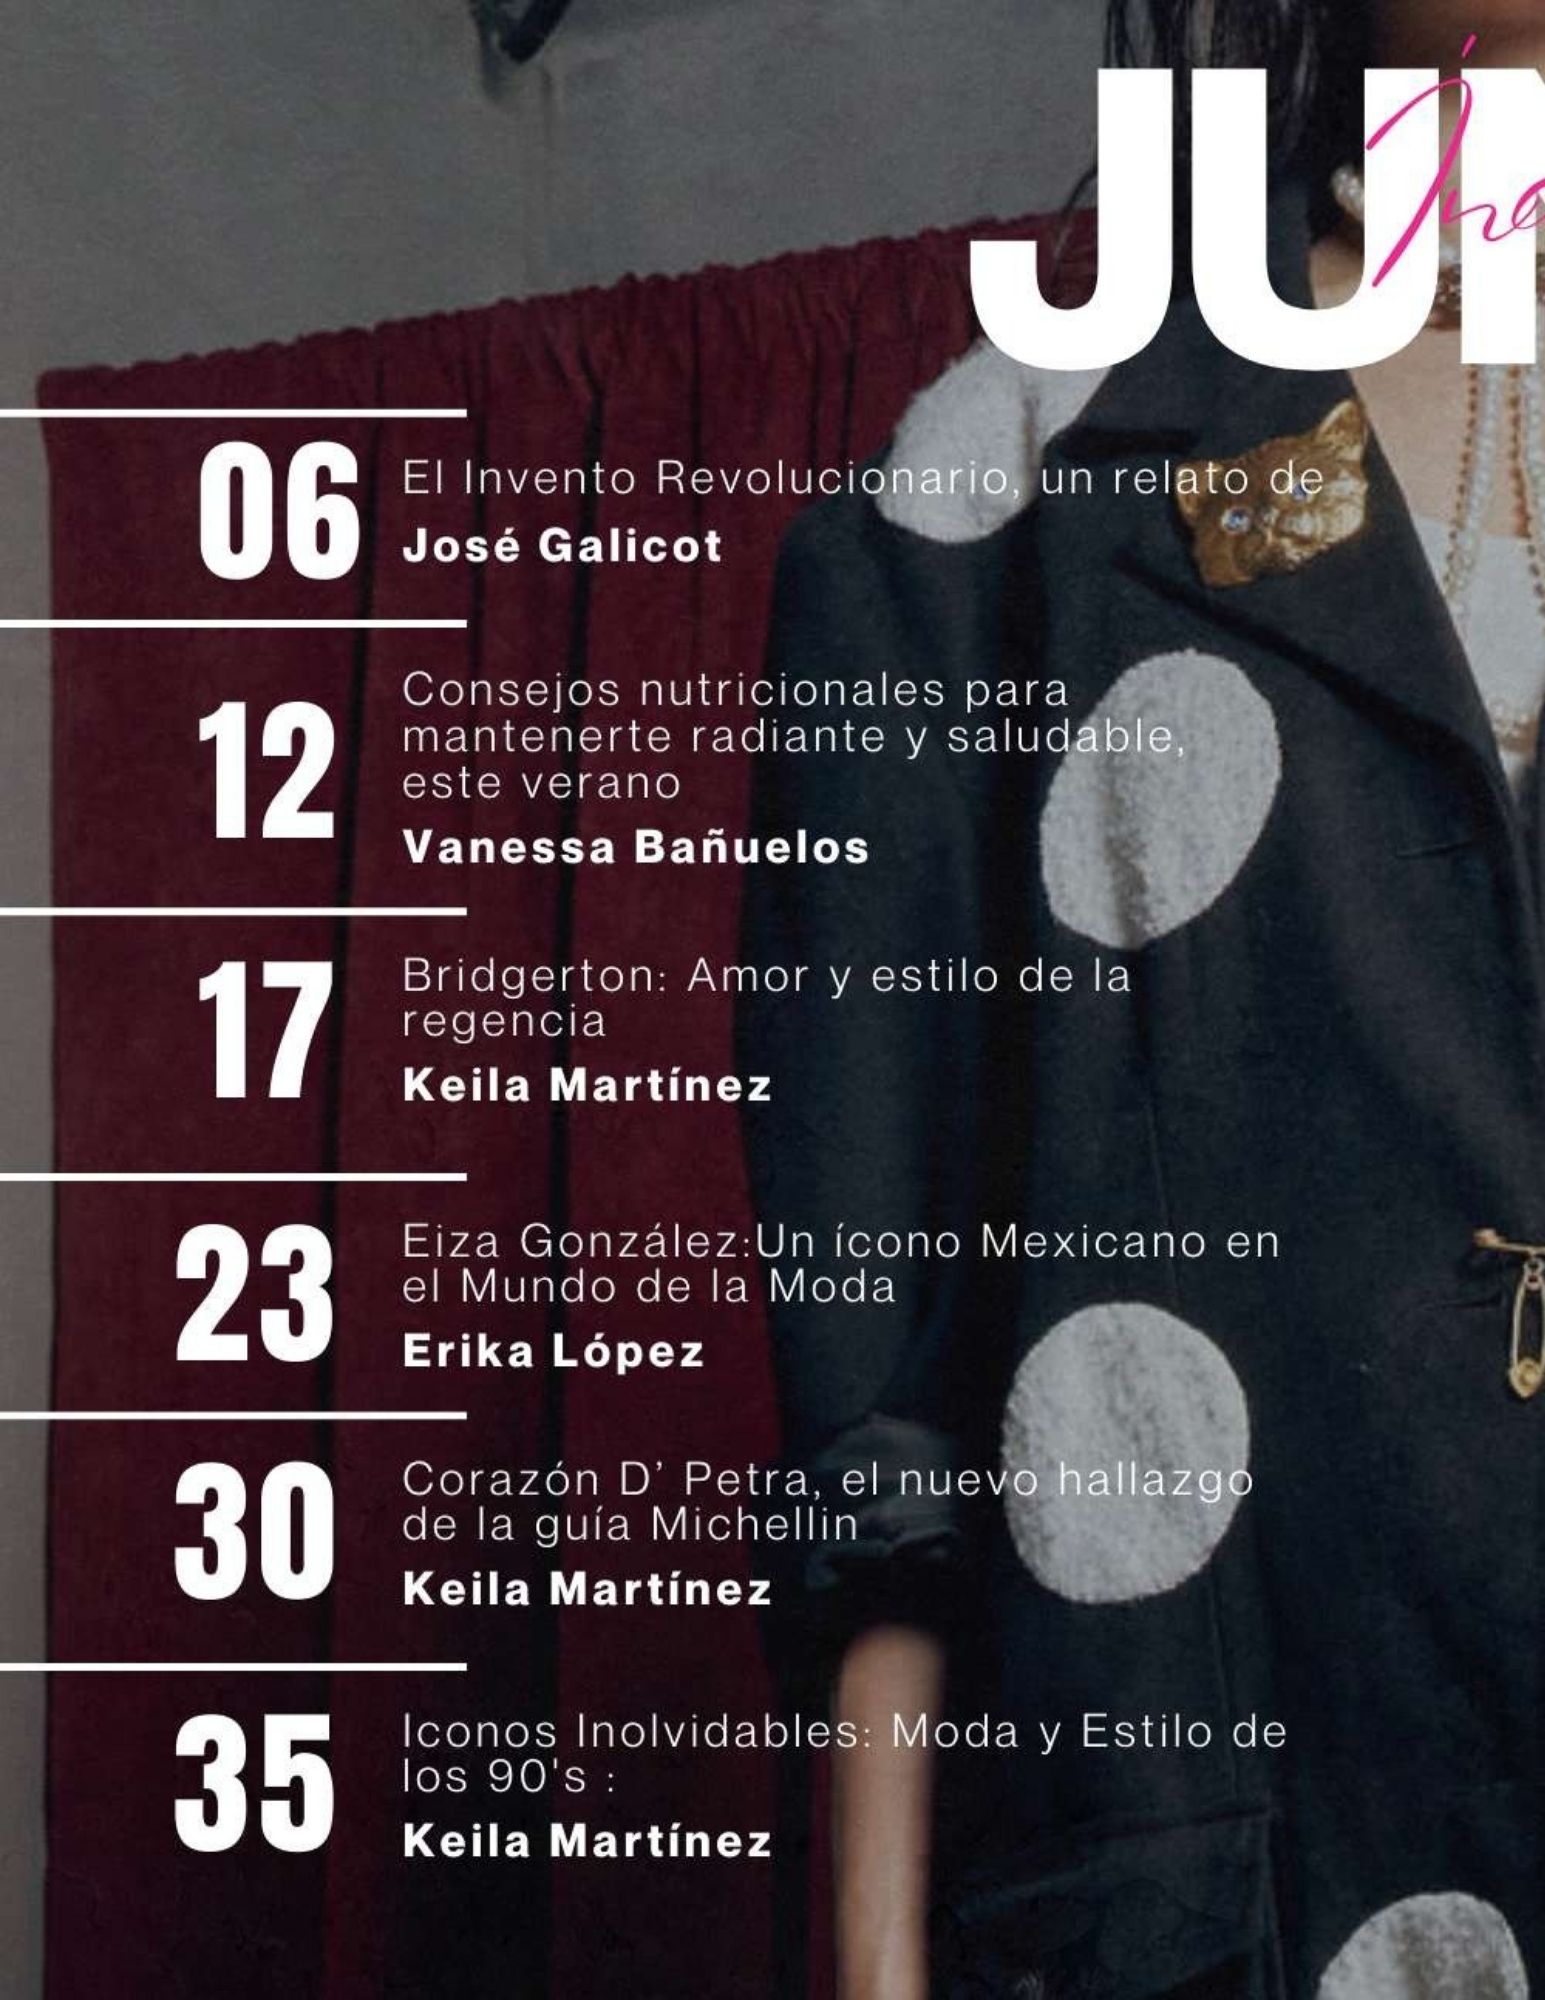 JUN
Índ
06
El Invento Revolucionario, un relato de
José Galicot
12
Consejos nutricionales para
mantenerte radiante y saludable,
este verano
Vanessa Bañuelos
17
Bridgerton: Amor y estilo de la
regencia
Keila Martínez
23
Eiza González:Un ícono Mexicano en
el Mundo de la Moda
Erika López
30
Corazón D’ Petra, el nuevo hallazgo
de la guía Michellin
Keila Martínez
35
Iconos Inolvidables: Moda y Estilo de
los 90's :
Keila Martínez